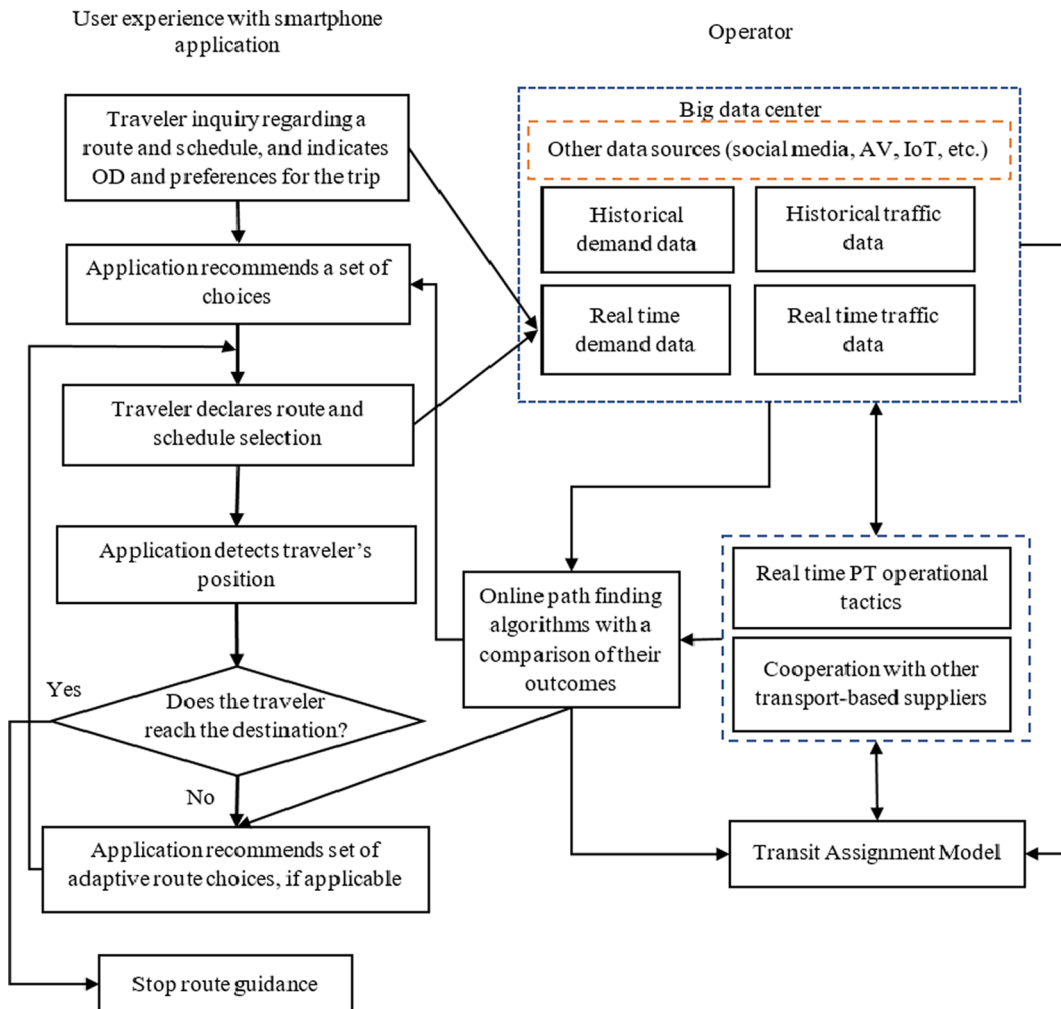 User experience with smartphone
application
Operator
Traveler inquiry regarding a
route and schedule, and indicates
OD and preferences for the trip
Application recommends a set of
choices
Traveler declares route and
schedule selection
Application detects traveler’s
position
Yes
Does the traveler
reach the destination?
No
Application recommends set of
adaptive route choices, if applicable
Stop route guidance
Big data center
Other data sources (social media, AV, IoT, etc.)
Historical
demand data
Historical traffic
data
Real time
demand data
Real time traffic
data
Online path finding
algorithms with a
comparison of their
outcomes
Real time PT operational
tactics
Cooperation with other
transport-based suppliers
Transit Assignment Model